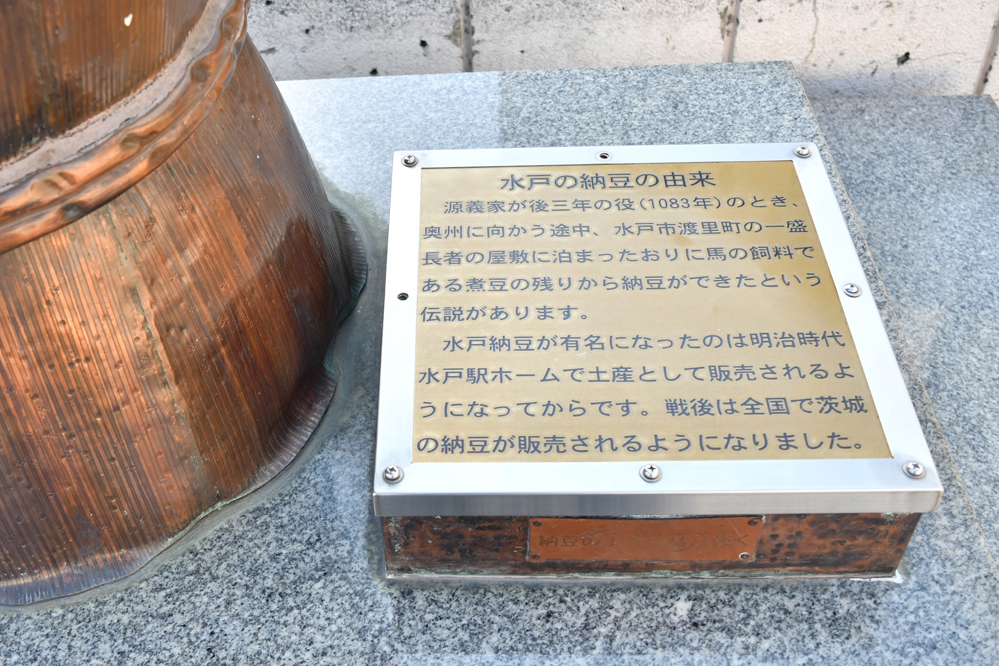 水戸の納豆の由来
源義家が後三年の役(1083年)のとき、
奥州に向かう途中、水戸市渡里町の一盛
長者の屋敷に泊まったおりに馬の飼料で
ある煮豆の残りから納豆ができたという
伝説があります。
水戸納豆が有名になったのは明治時代
水戸駅ホームで土産として販売されるよ
うになってからです。戦後は全国で茨城
の納豆が販売されるようになりました。
納豆の